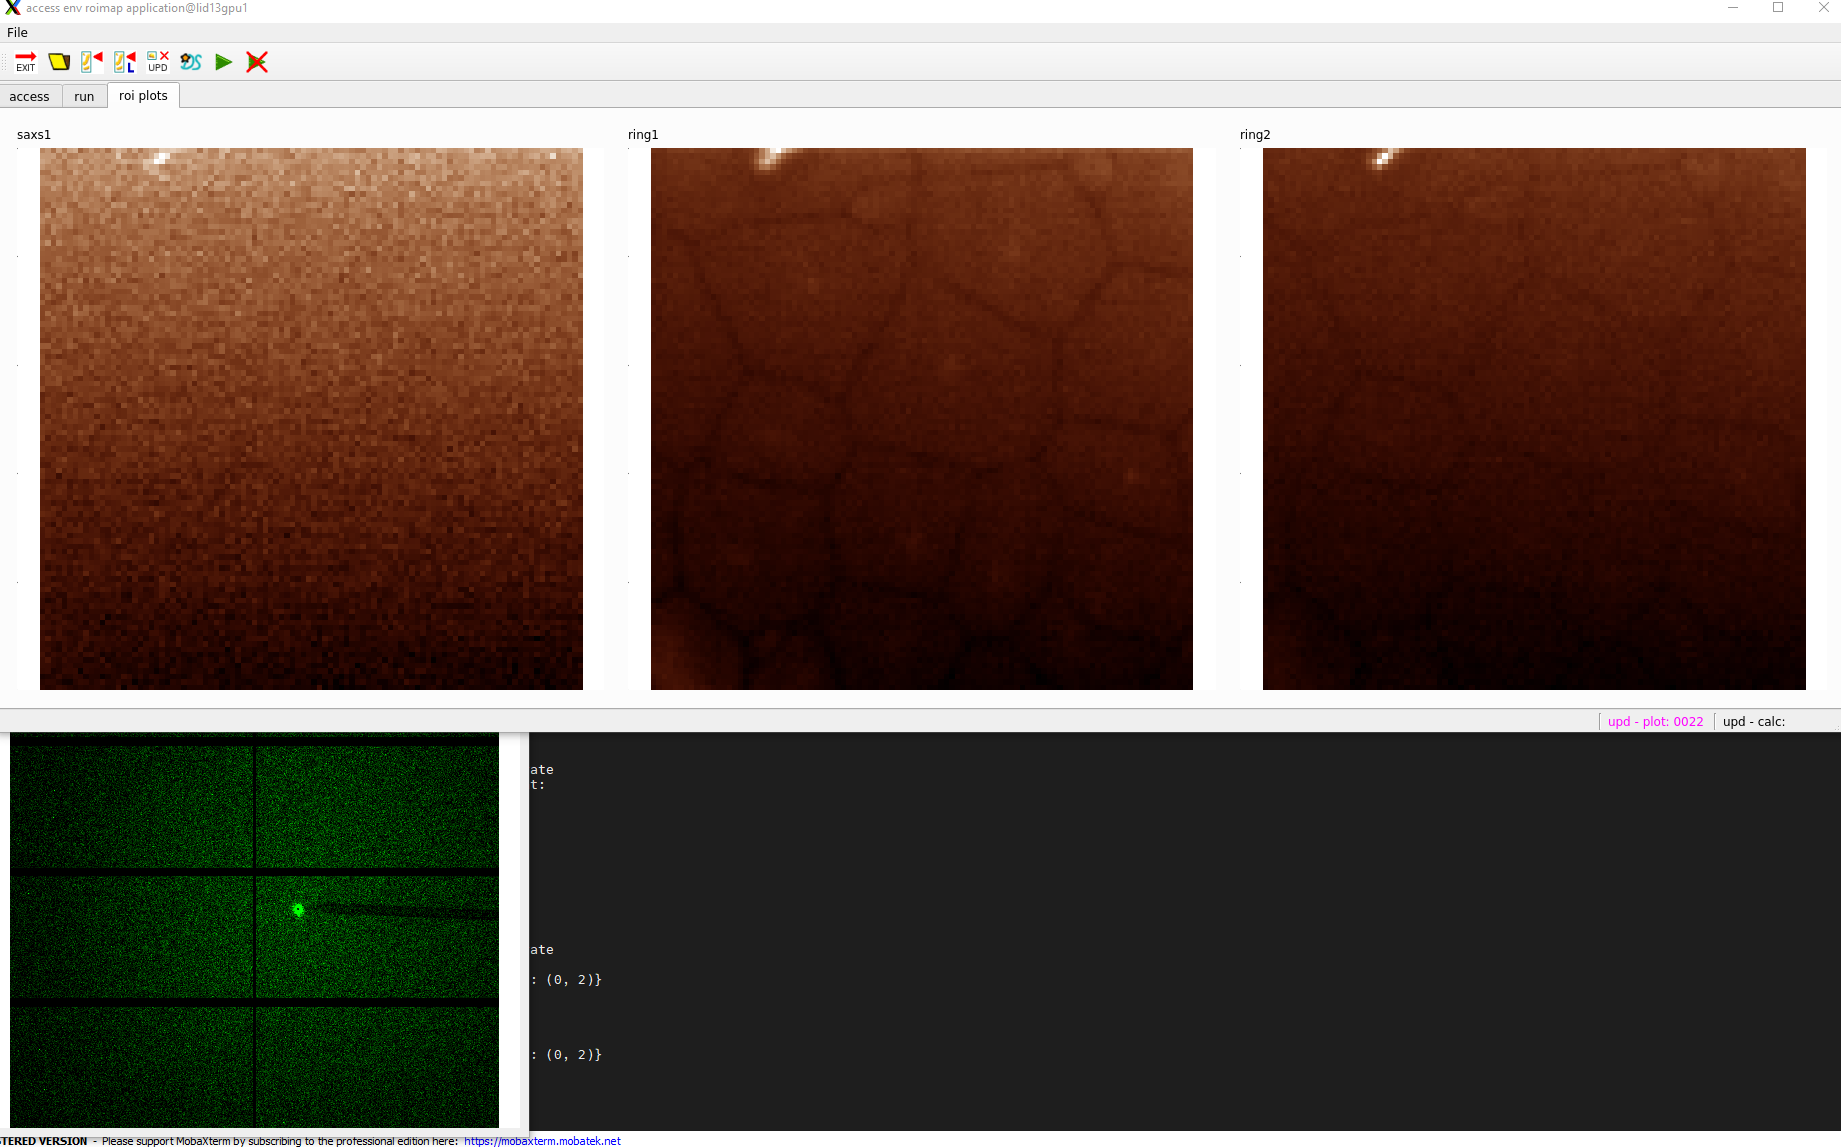 access env roimap application@lid13gpu1
File
EXIT
L
UPD
DS
access run roi plots
saxs1 ring1 ring2
upd - plot: 0022 upd - calc:
ate
t:
ate
: (0, 2)}
: (0, 2)}
STERED VERSION - Please support MobaXterm by subscribing to the professional edition here: https://mobaxterm.mobatek.net